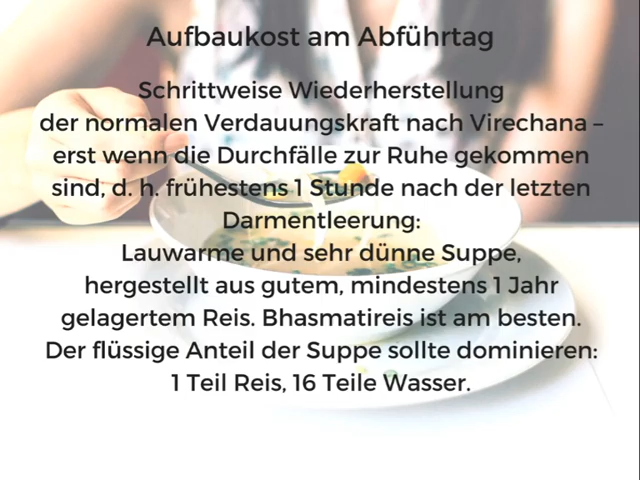 Aufbaukost am Abführtag
Schrittweise Wiederherstellung
der normalen Verdauungskraft nach Virechana –
erst wenn die Durchfälle zur Ruhe gekommen
sind, d. h. frühestens 1 Stunde nach der letzten
Darmentleerung:
Lauwarme und sehr dünne Suppe,
hergestellt aus gutem, mindestens 1 Jahr
gelagertem Reis. Bhasmatireis ist am besten.
Der flüssige Anteil der Suppe sollte dominieren:
1 Teil Reis, 16 Teile Wasser.